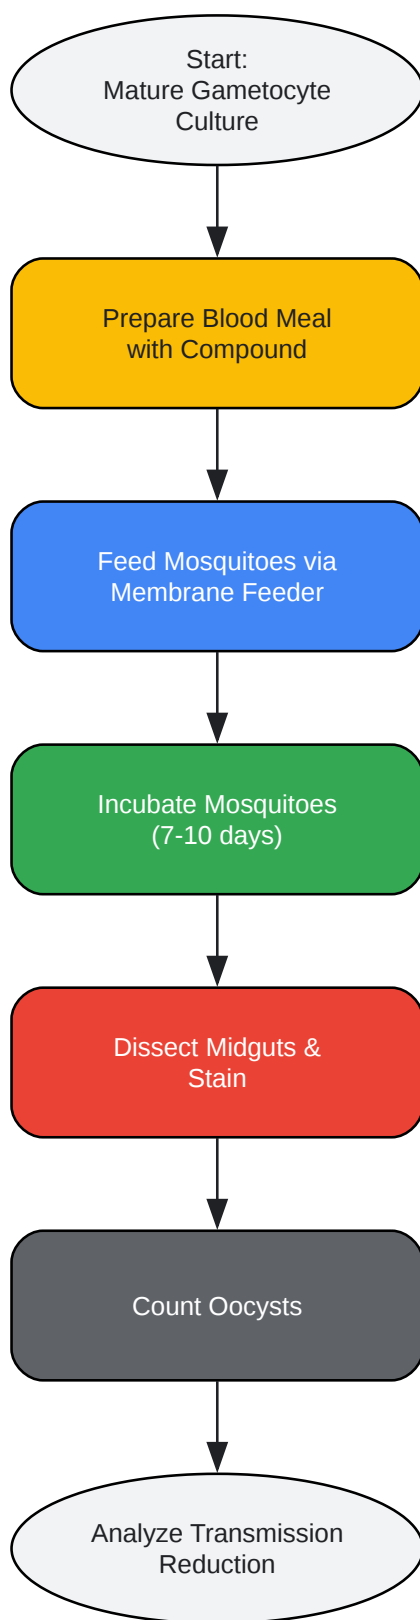 Start:
Mature Gametocyte
Culture
Prepare Blood Meal
with Compound
Feed Mosquitoes via
Membrane Feeder
Incubate Mosquitoes
(7-10 days)
Dissect Midguts &
Stain
Count Oocysts
Analyze Transmission
Reduction